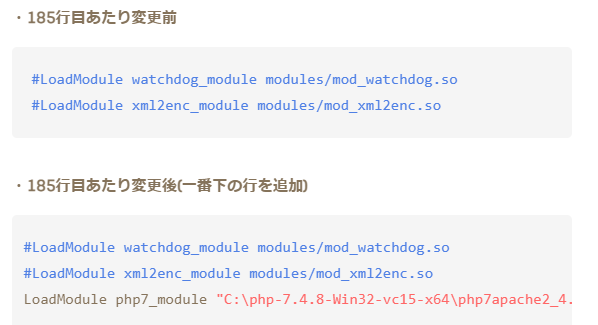 ・185行目あたり変更前
#LoadModule watchdog_module modules/mod_watchdog.so
#LoadModule xml2enc_module modules/mod_xml2enc.so
・185行目あたり変更後(一番下の行を追加)
#LoadModule watchdog_module modules/mod_watchdog.so
#LoadModule xml2enc_module modules/mod_xml2enc.so
LoadModule php7_module "C:\php-7.4.8-Win32-vc15-x64\php7apache2_4.